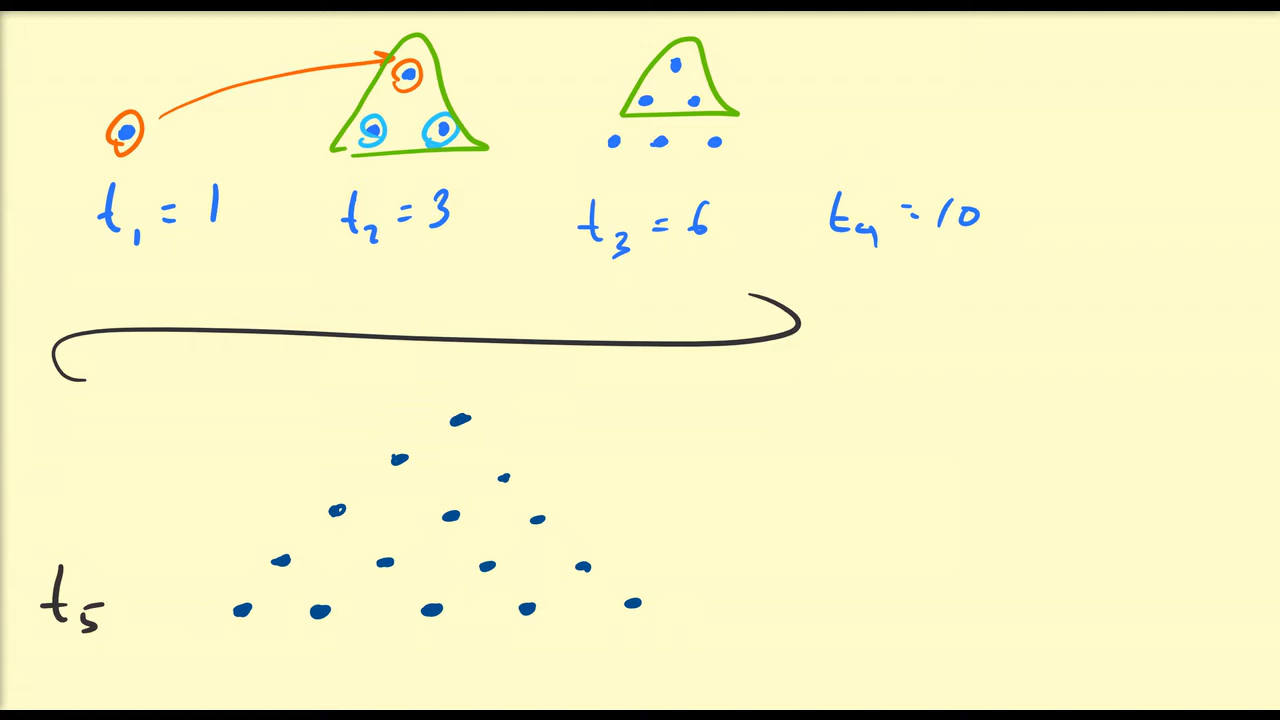 t₁ = 1 t₂ = 3 t₃ = 6 t₄ = 10
t₅